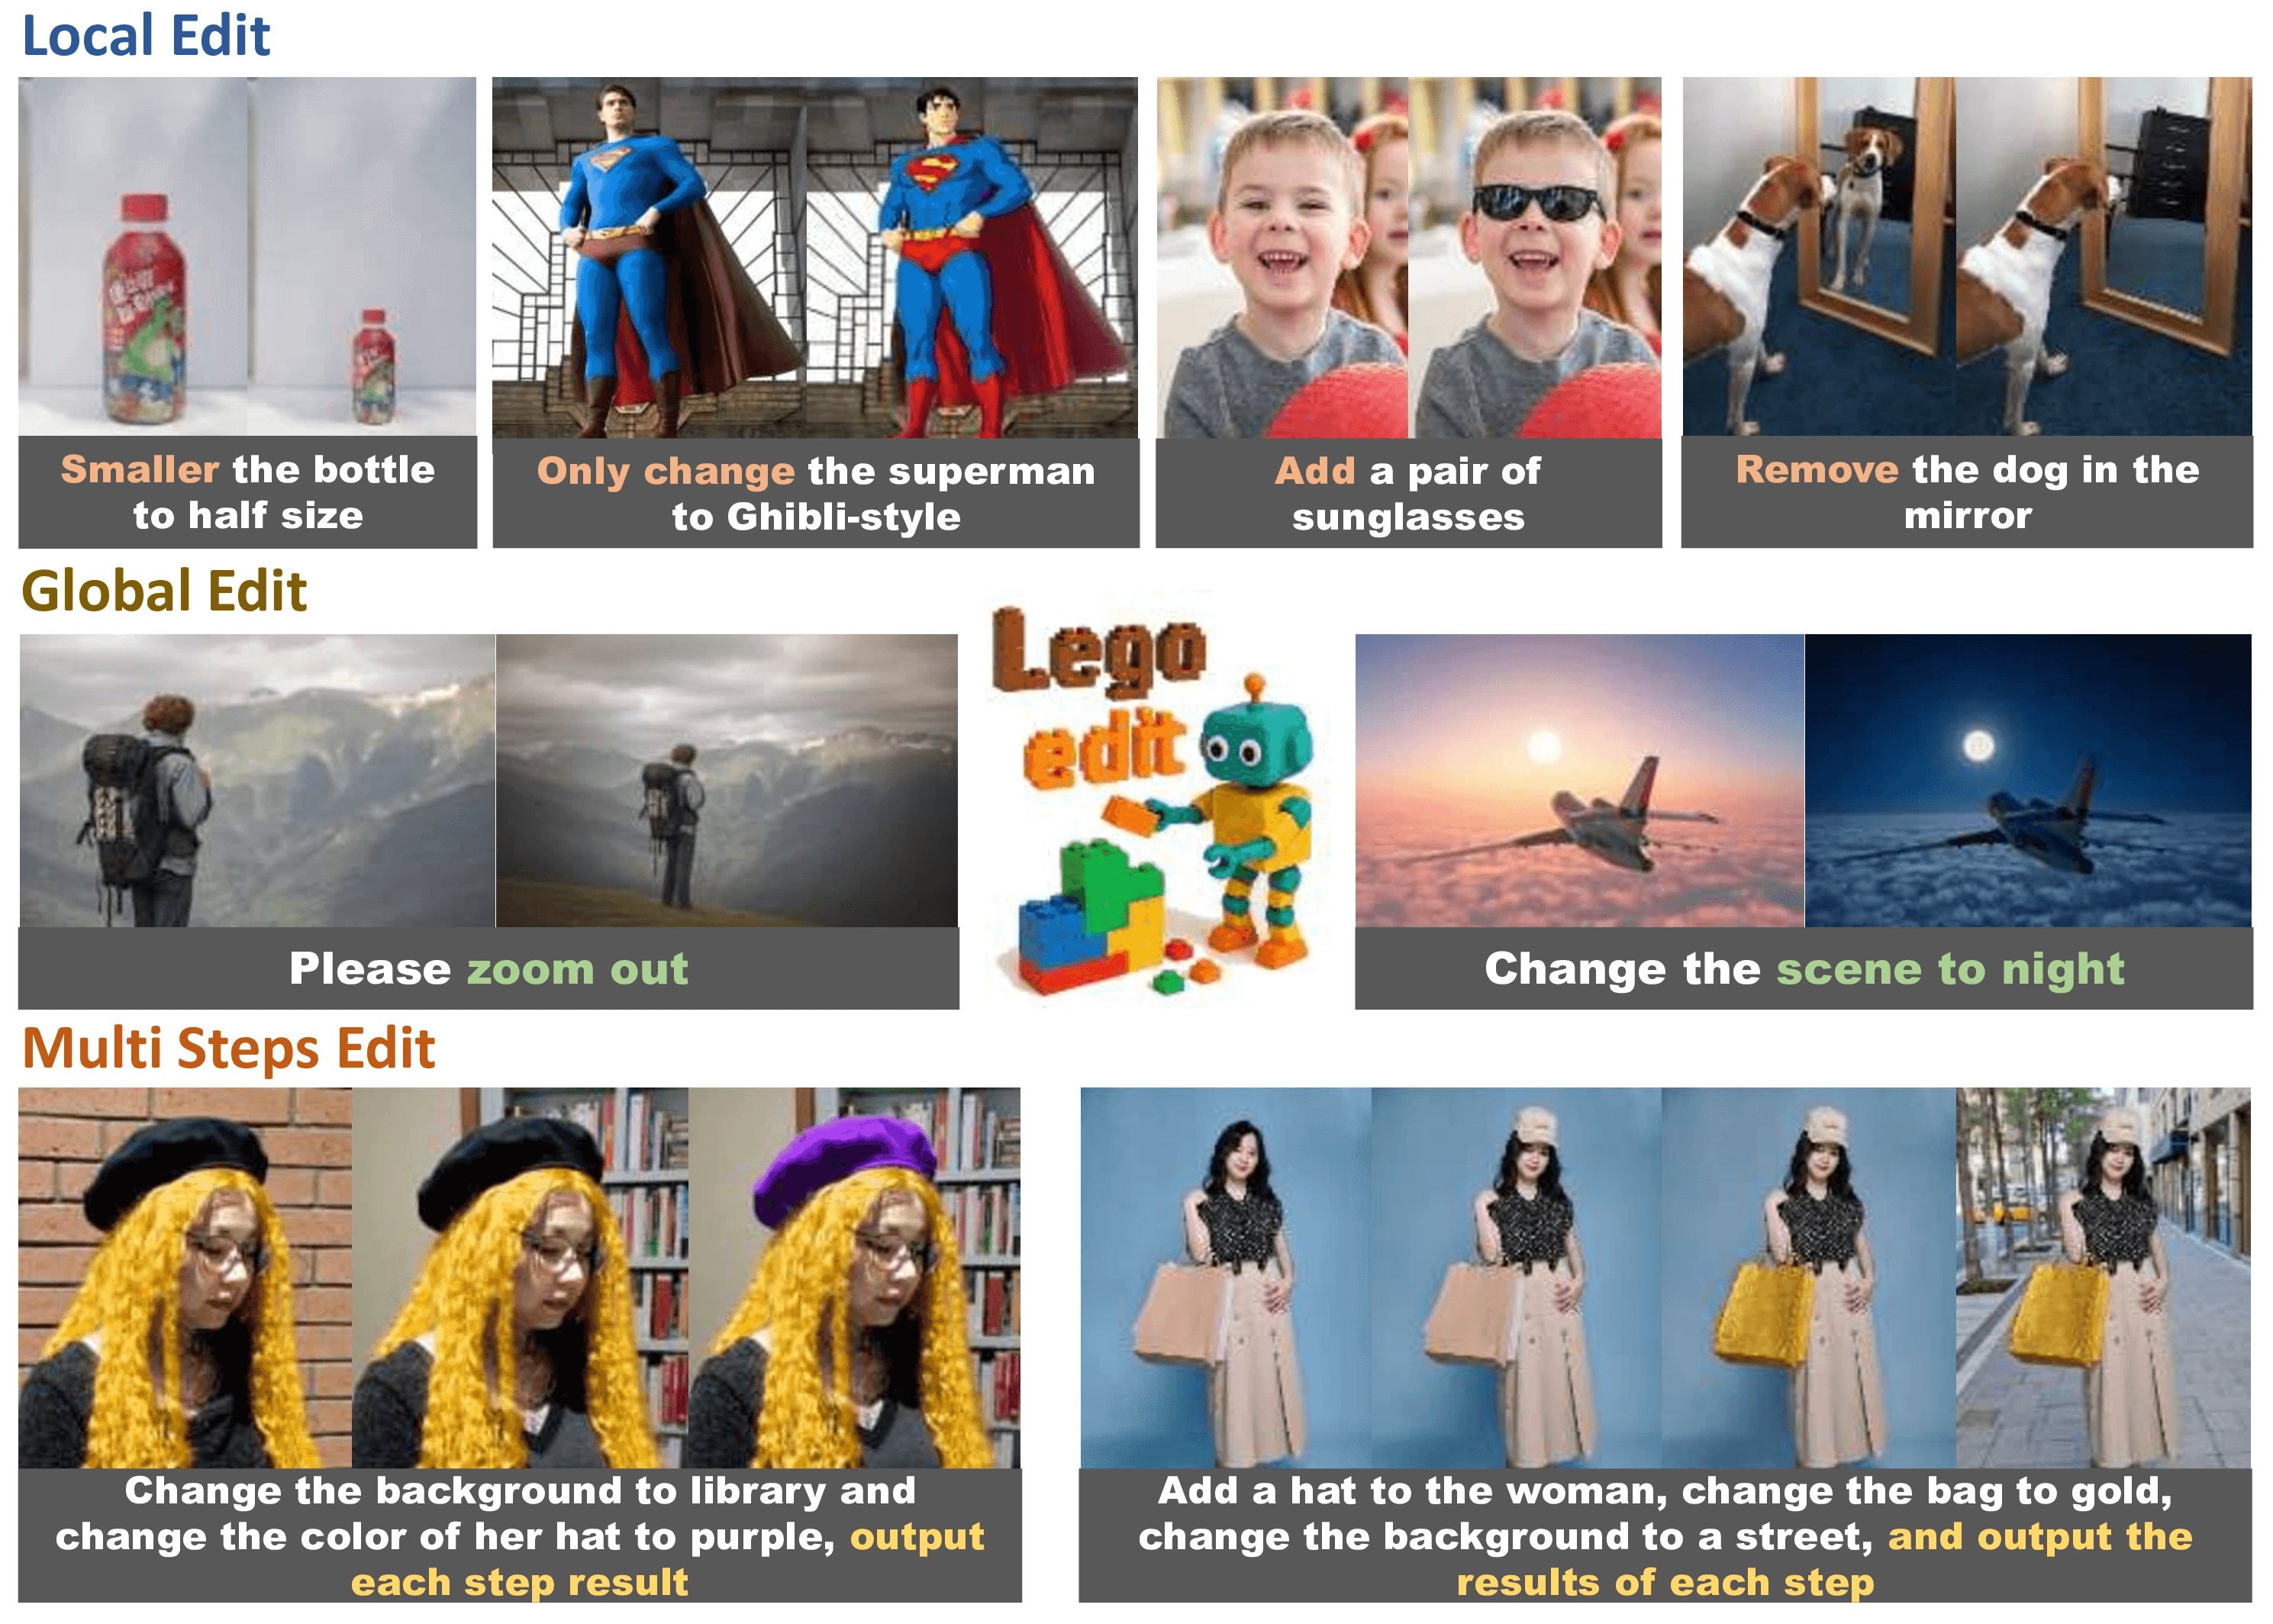 Local Edit
Smaller the bottle
to half size
Only change the superman
to Ghibli-style
Add a pair of
sunglasses
Remove the dog in the
mirror
Global Edit
Please zoom out
Lego
edit
Change the scene to night
Multi Steps Edit
Change the background to library and
change the color of her hat to purple, output
each step result
Add a hat to the woman, change the bag to gold,
change the background to a street, and output the
results of each step